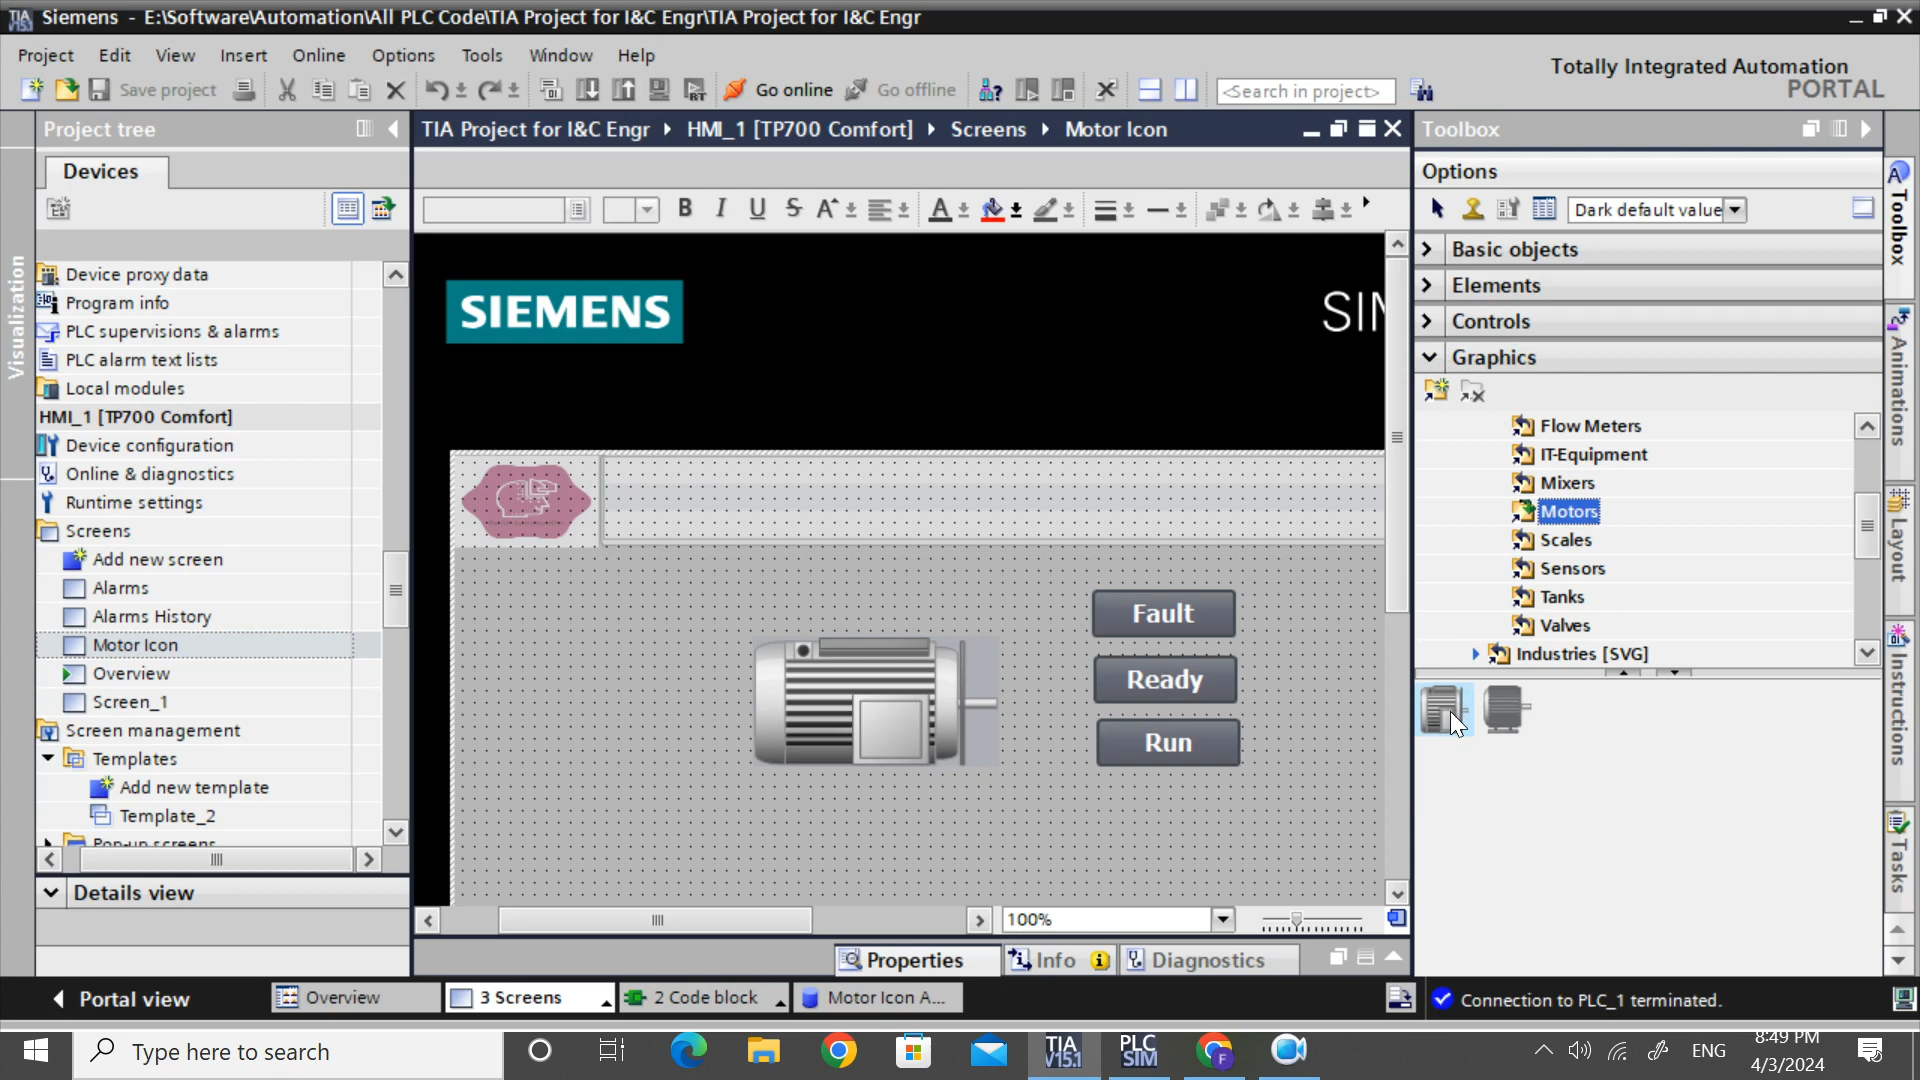 Siemens - E:\Software\Automation\All PLC Code\TIA Project for I&C Engr\TIA Project for I&C Engr
Project Edit View Insert Online Options Tools Window Help
Totally Integrated Automation
PORTAL
Save project
Go online
Go offline
<Search in project>
Project tree
Devices
Visualization
Device proxy data
Program info
PLC supervisions & alarms
PLC alarm text lists
Local modules
HMI_1 [TP700 Comfort]
Device configuration
Online & diagnostics
Runtime settings
Screens
Add new screen
Alarms
Alarms History
Motor Icon
Overview
Screen_1
Screen management
Templates
Add new template
Template_2
Pop-up screens
Details view
TIA Project for I&C Engr HMI_1 [TP700 Comfort] Screens Motor Icon
B I U S A A
SIEMENS
SIM
Fault
Ready
Run
100%
Properties Info Diagnostics
Toolbox
Options
Dark default value
Basic objects
Elements
Controls
Graphics
Flow Meters
IT-Equipment
Mixers
Motors
Scales
Sensors
Tanks
Valves
Industries [SVG]
Toolbox
Animations
Layout
Instructions
Tasks
Portal view
Overview
3 Screens
2 Code block
Motor Icon A...
Connection to PLC_1 terminated.
Type here to search
TIA
V15.1
PLC
SIM
F
ENG
8:49 PM
4/3/2024